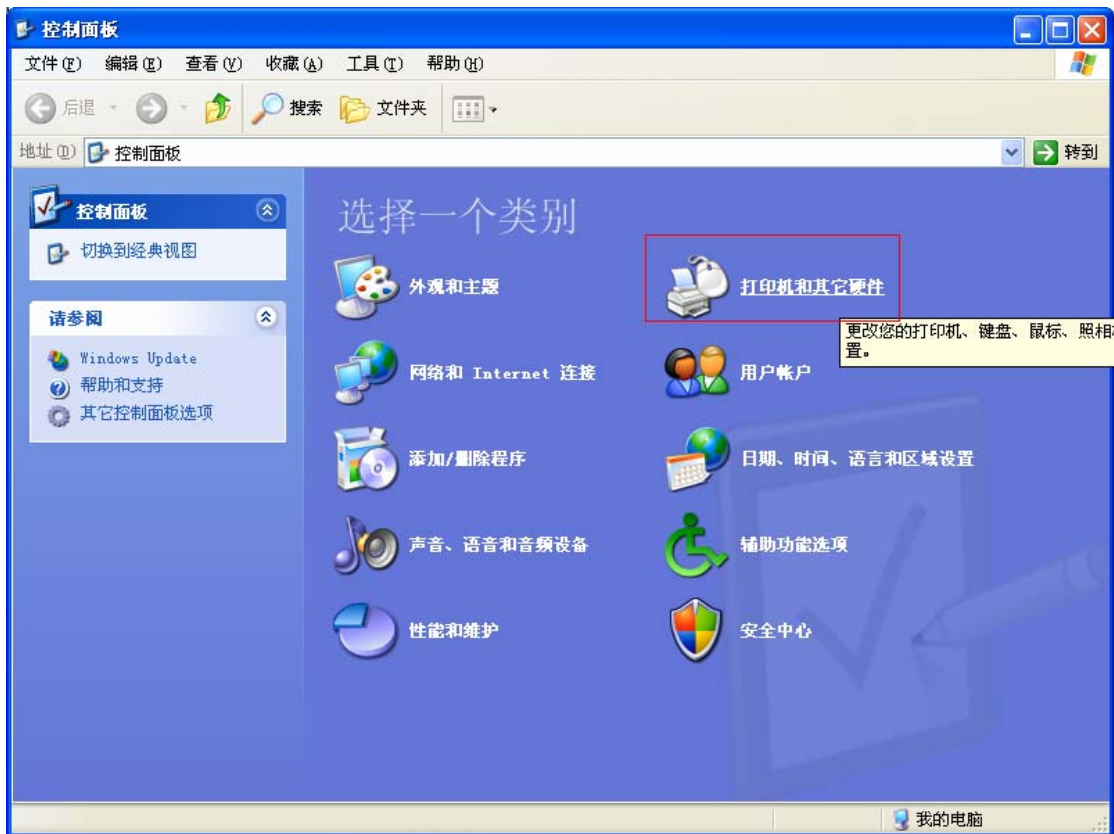 控制面板
文件(F) 编辑(E) 查看(V) 收藏(A) 工具(T) 帮助(H)
后退 搜索 文件夹
地址(D) 控制面板 转到
控制面板
切换到经典视图
请参阅
Windows Update
帮助和支持
其它控制面板选项
选择一个类别
外观和主题
打印机和其它硬件
更改您的打印机、键盘、鼠标、照相
置。
网络和 Internet 连接
用户帐户
添加/删除程序
日期、时间、语言和区域设置
声音、语音和音频设备
辅助功能选项
性能和维护
安全中心
我的电脑